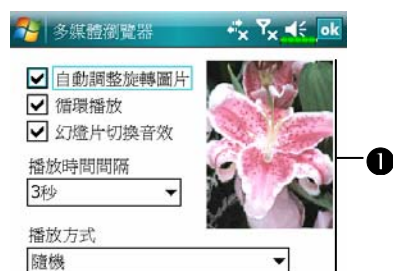 多媒體瀏覽器
ok
自動調整旋轉圖片
循環播放
幻燈片切換音效
播放時間間隔
3秒
播放方式
隨機
1